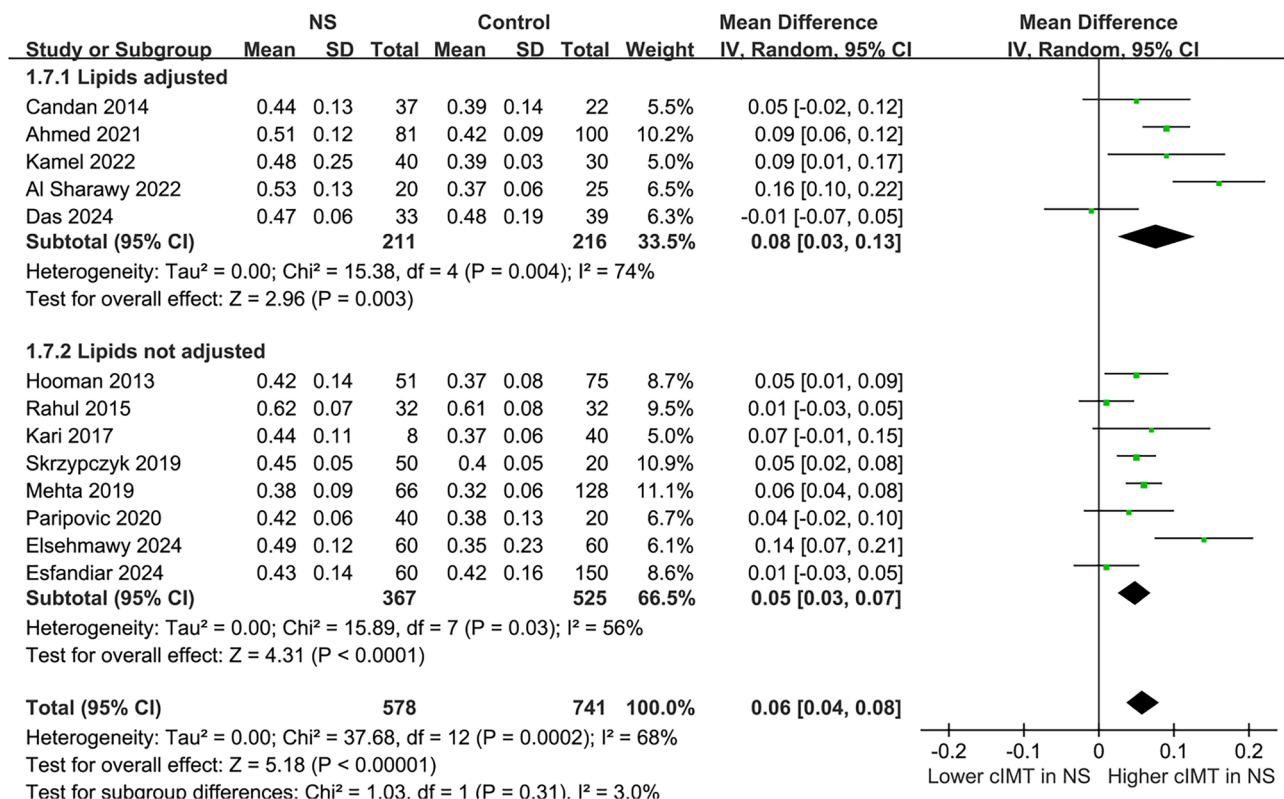 NS Control Mean Difference Mean Difference
Study or Subgroup Mean SD Total Mean SD Total Weight IV, Random, 95% CI IV, Random, 95% CI
1.7.1 Lipids adjusted
Candan 2014 0.44 0.13 37 0.39 0.14 22 5.5% 0.05 [-0.02, 0.12]
Ahmed 2021 0.51 0.12 81 0.42 0.09 100 10.2% 0.09 [0.06, 0.12]
Kamel 2022 0.48 0.25 40 0.39 0.03 30 5.0% 0.09 [0.01, 0.17]
Al Sharawy 2022 0.53 0.13 20 0.37 0.06 25 6.5% 0.16 [0.10, 0.22]
Das 2024 0.47 0.06 33 0.48 0.19 39 6.3% -0.01 [-0.07, 0.05]
Subtotal (95% CI) 211 216 33.5% 0.08 [0.03, 0.13]
Heterogeneity: Tau² = 0.00; Chi² = 15.38, df = 4 (P = 0.004); I² = 74%
Test for overall effect: Z = 2.96 (P = 0.003)
1.7.2 Lipids not adjusted
Hooman 2013 0.42 0.14 51 0.37 0.08 75 8.7% 0.05 [0.01, 0.09]
Rahul 2015 0.62 0.07 32 0.61 0.08 32 9.5% 0.01 [-0.03, 0.05]
Kari 2017 0.44 0.11 8 0.37 0.06 40 5.0% 0.07 [-0.01, 0.15]
Skrzypczyk 2019 0.45 0.05 50 0.4 0.05 20 10.9% 0.05 [0.02, 0.08]
Mehta 2019 0.38 0.09 66 0.32 0.06 128 11.1% 0.06 [0.04, 0.08]
Paripovic 2020 0.42 0.06 40 0.38 0.13 20 6.7% 0.04 [-0.02, 0.10]
Elsehmawy 2024 0.49 0.12 60 0.35 0.23 60 6.1% 0.14 [0.07, 0.21]
Esfandiar 2024 0.43 0.14 60 0.42 0.16 150 8.6% 0.01 [-0.03, 0.05]
Subtotal (95% CI) 367 525 66.5% 0.05 [0.03, 0.07]
Heterogeneity: Tau² = 0.00; Chi² = 15.89, df = 7 (P = 0.03); I² = 56%
Test for overall effect: Z = 4.31 (P < 0.0001)
Total (95% CI) 578 741 100.0% 0.06 [0.04, 0.08]
Heterogeneity: Tau² = 0.00; Chi² = 37.68, df = 12 (P = 0.0002); I² = 68%
Test for overall effect: Z = 5.18 (P < 0.00001)
Test for subgroup differences: Chi² = 1.03, df = 1 (P = 0.31), I² = 3.0%
-0.2 -0.1 0 0.1 0.2
Lower cIMT in NS Higher cIMT in NS